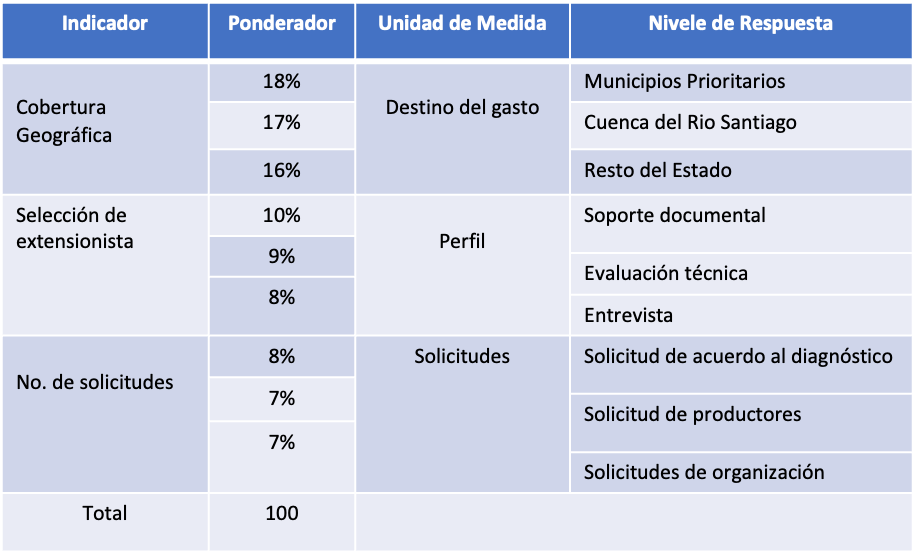 Indicador Ponderador Unidad de Medida Nivele de Respuesta
Cobertura Geográfica 18% Destino del gasto Municipios Prioritarios
17% Cuenca del Rio Santiago
16% Resto del Estado
Selección de extensionista 10% Perfil Soporte documental
9% Evaluación técnica
8% Entrevista
No. de solicitudes 8% Solicitudes Solicitud de acuerdo al diagnóstico
7% Solicitud de productores
7% Solicitudes de organización
Total 100